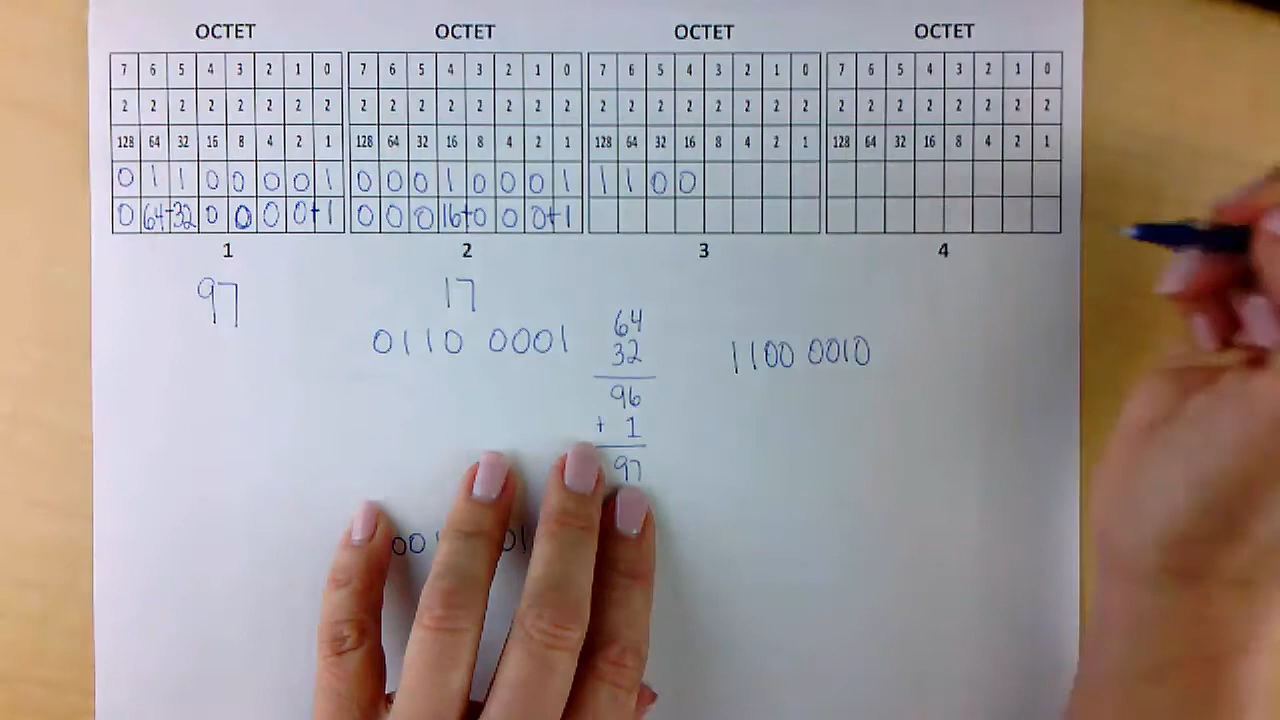 OCTET OCTET OCTET OCTET
7 6 5 4 3 2 1 0 7 6 5 4 3 2 1 0 7 6 5 4 3 2 1 0 7 6 5 4 3 2 1 0
2 2 2 2 2 2 2 2 2 2 2 2 2 2 2 2 2 2 2 2 2 2 2 2 2 2 2 2 2 2 2 2
128 64 32 16 8 4 2 1 128 64 32 16 8 4 2 1 128 64 32 16 8 4 2 1 128 64 32 16 8 4 2 1
0 1 1 0 0 0 0 1 0 0 0 1 0 0 0 1 1 1 0 0
0 64+32 0 0 0 0+1 0 0 0 16+0 0 0+1
1 2 3 4
97 17
0110 0001
64
32
96
+ 1
97
1100 0010